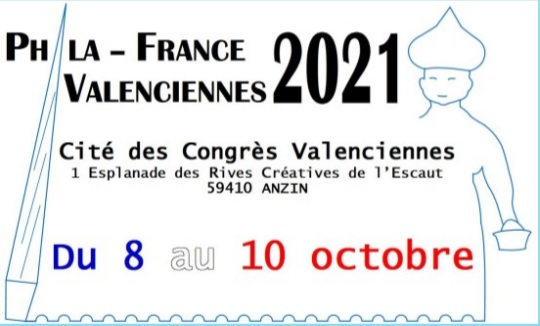 PHILA – FRANCE
VALENCIENNES 2021
Cité des Congrès Valenciennes
1 Esplanade des Rives Créatives de l'Escaut
59410 ANZIN
Du 8 au 10 octobre